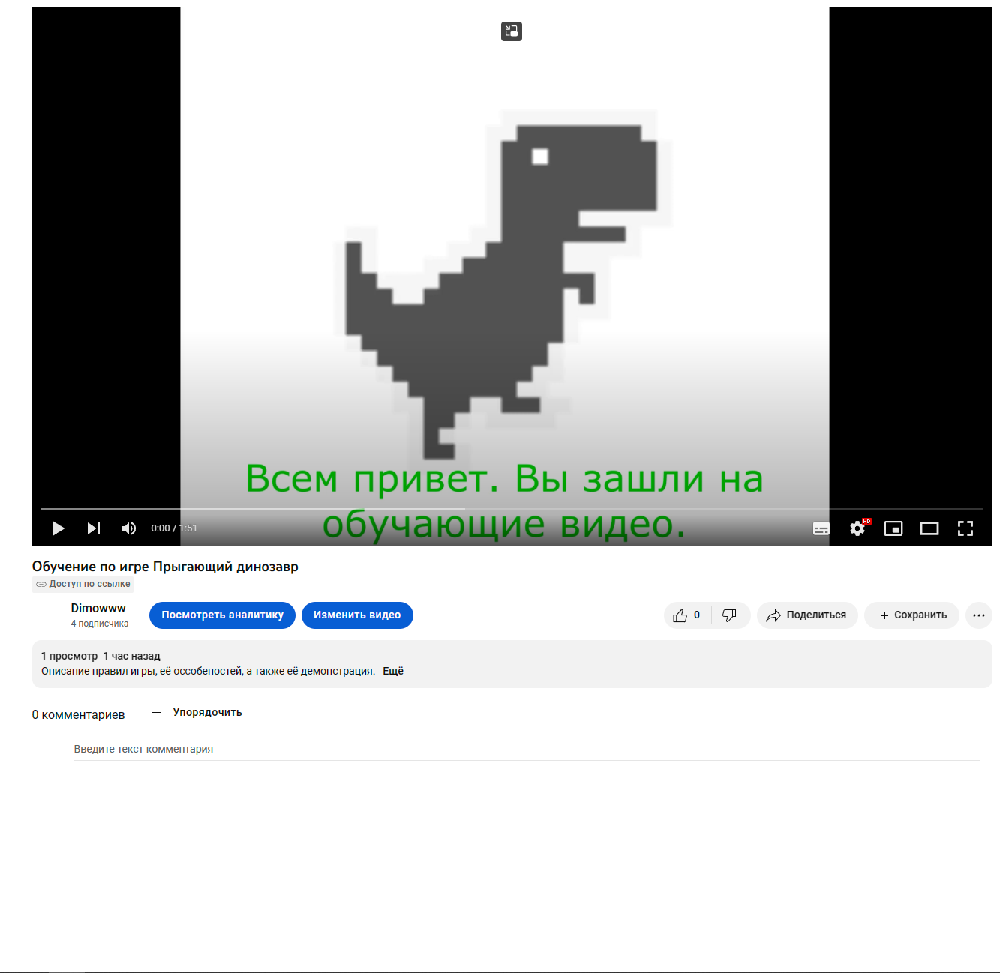 Всем привет. Вы зашли на
обучающие видео.
0:00 / 1:51
HD
Обучение по игре Прыгающий динозавр
Доступ по ссылке
Dimowww
4 подписчика
Посмотреть аналитику
Изменить видео
0
Поделиться
Сохранить
1 просмотр 1 час назад
Описание правил игры, её оссобеностей, а также её демонстрация. Ещё
0 комментариев
Упорядочить
Введите текст комментария